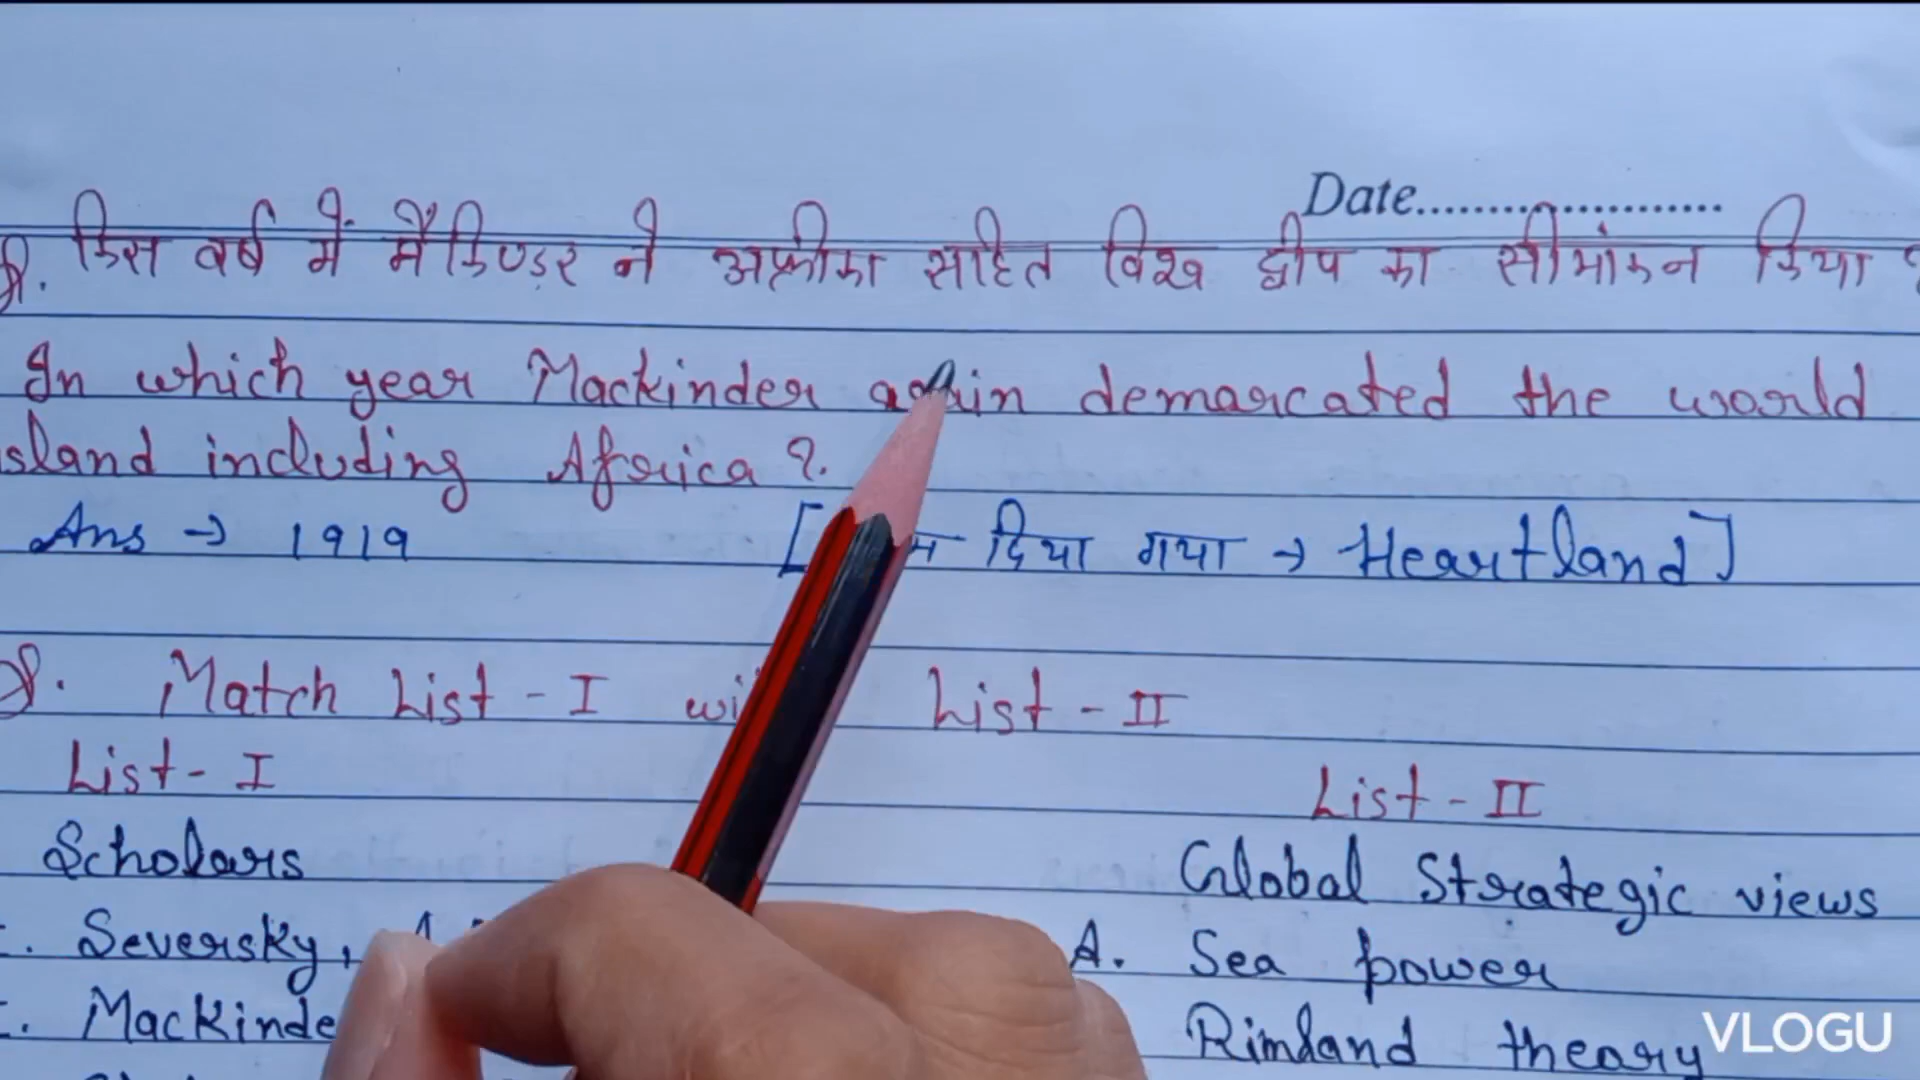 Date......................
किस वर्ष में मैकिण्डर ने अफ्रीका सहित विश्व द्वीप का सीमांकन किया ?
In which year Mackinder again demarcated the world
sland including Africa ?.
Ans → 1919 [ म दिया गया → Heartland]
Q. Match List - I wi List - II
List - I
List - II
Scholars
Global Strategic views
Seversky,
A. Sea power
Mackinde
Rimland theory
VLOGU